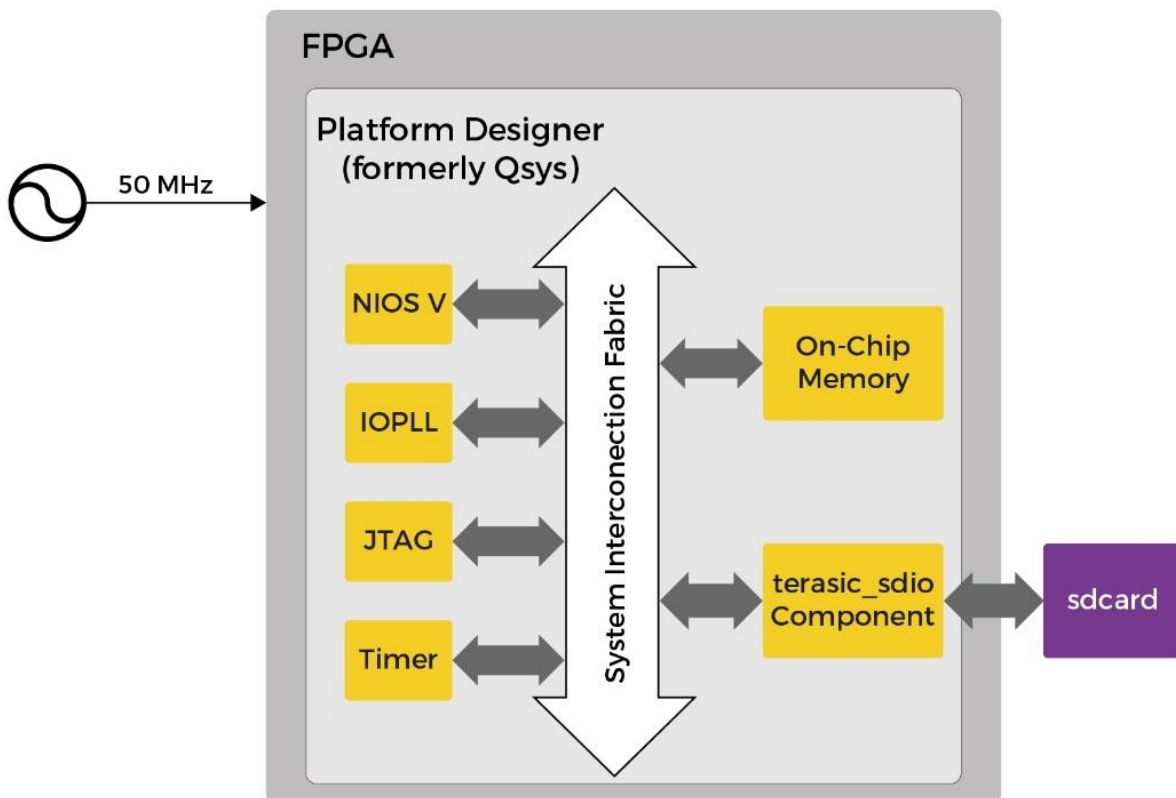 FPGA
Platform Designer
(formerly Qsys)
50 MHz
NIOS V
IOPLL
JTAG
Timer
System Interconection Fabric
On-Chip
Memory
terasic_sdio
Component
sdcard